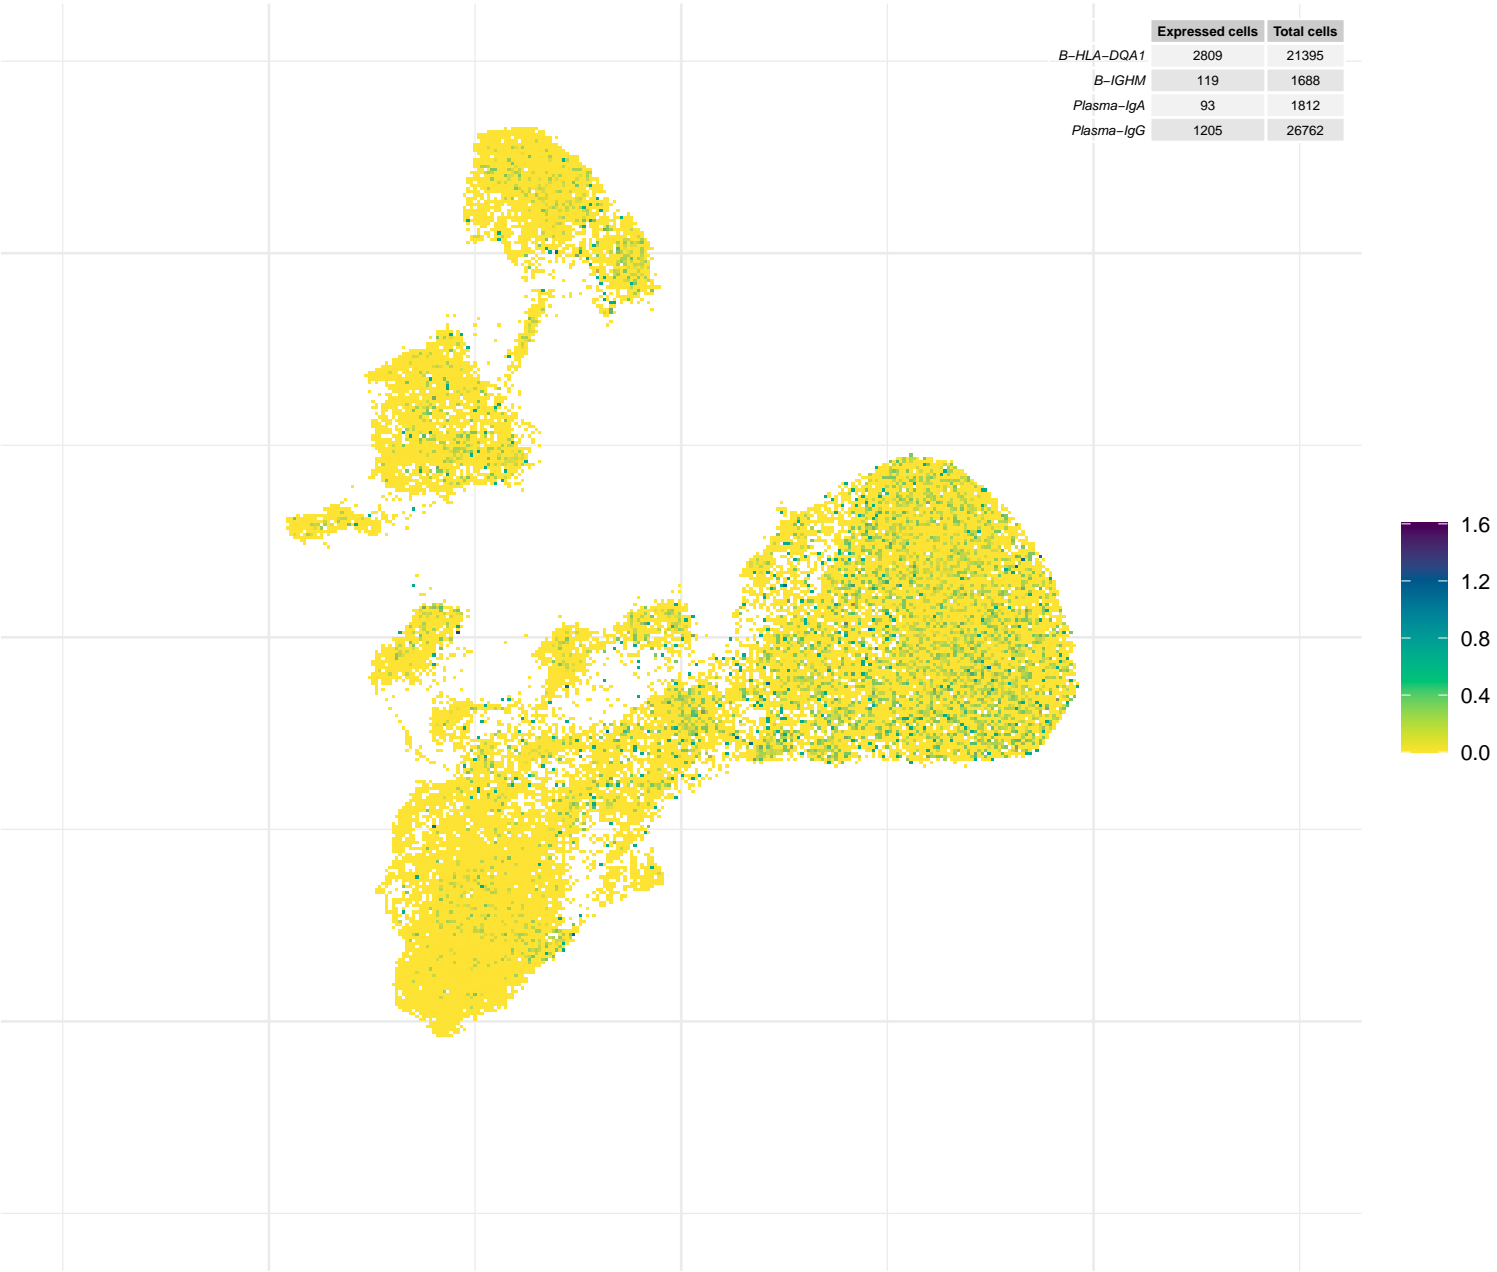 Expressed cells Total cells
B−HLA−DQA1 2809 21395
B−IGHM 119 1688
Plasma−IgA 93 1812
Plasma−IgG 1205 26762
1.6
1.2
0.8
0.4
0.0